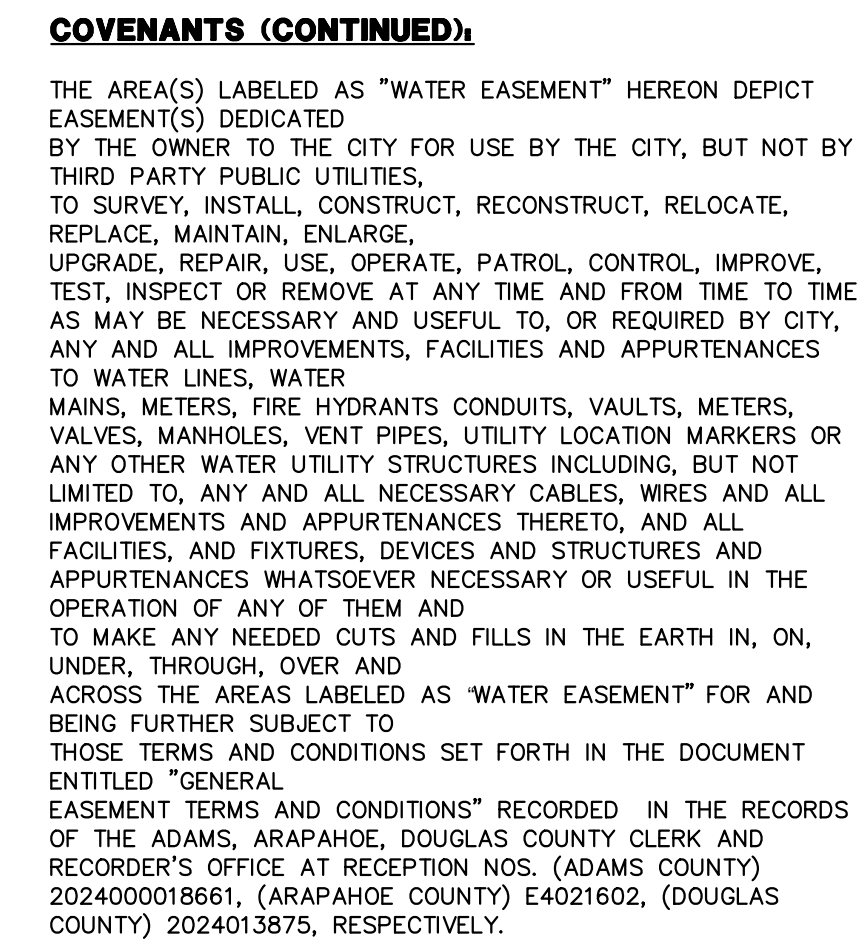 COVENANTS (CONTINUED):
THE AREA(S) LABELED AS "WATER EASEMENT" HEREON DEPICT
EASEMENT(S) DEDICATED
BY THE OWNER TO THE CITY FOR USE BY THE CITY, BUT NOT BY
THIRD PARTY PUBLIC UTILITIES,
TO SURVEY, INSTALL, CONSTRUCT, RECONSTRUCT, RELOCATE,
REPLACE, MAINTAIN, ENLARGE,
UPGRADE, REPAIR, USE, OPERATE, PATROL, CONTROL, IMPROVE,
TEST, INSPECT OR REMOVE AT ANY TIME AND FROM TIME TO TIME
AS MAY BE NECESSARY AND USEFUL TO, OR REQUIRED BY CITY,
ANY AND ALL IMPROVEMENTS, FACILITIES AND APPURTENANCES
TO WATER LINES, WATER
MAINS, METERS, FIRE HYDRANTS CONDUITS, VAULTS, METERS,
VALVES, MANHOLES, VENT PIPES, UTILITY LOCATION MARKERS OR
ANY OTHER WATER UTILITY STRUCTURES INCLUDING, BUT NOT
LIMITED TO, ANY AND ALL NECESSARY CABLES, WIRES AND ALL
IMPROVEMENTS AND APPURTENANCES THERETO, AND ALL
FACILITIES, AND FIXTURES, DEVICES AND STRUCTURES AND
APPURTENANCES WHATSOEVER NECESSARY OR USEFUL IN THE
OPERATION OF ANY OF THEM AND
TO MAKE ANY NEEDED CUTS AND FILLS IN THE EARTH IN, ON,
UNDER, THROUGH, OVER AND
ACROSS THE AREAS LABELED AS “WATER EASEMENT" FOR AND
BEING FURTHER SUBJECT TO
THOSE TERMS AND CONDITIONS SET FORTH IN THE DOCUMENT
ENTITLED "GENERAL
EASEMENT TERMS AND CONDITIONS" RECORDED  IN THE RECORDS
OF THE ADAMS, ARAPAHOE, DOUGLAS COUNTY CLERK AND
RECORDER'S OFFICE AT RECEPTION NOS. (ADAMS COUNTY)
2024000018661, (ARAPAHOE COUNTY) E4021602, (DOUGLAS
COUNTY) 2024013875, RESPECTIVELY.